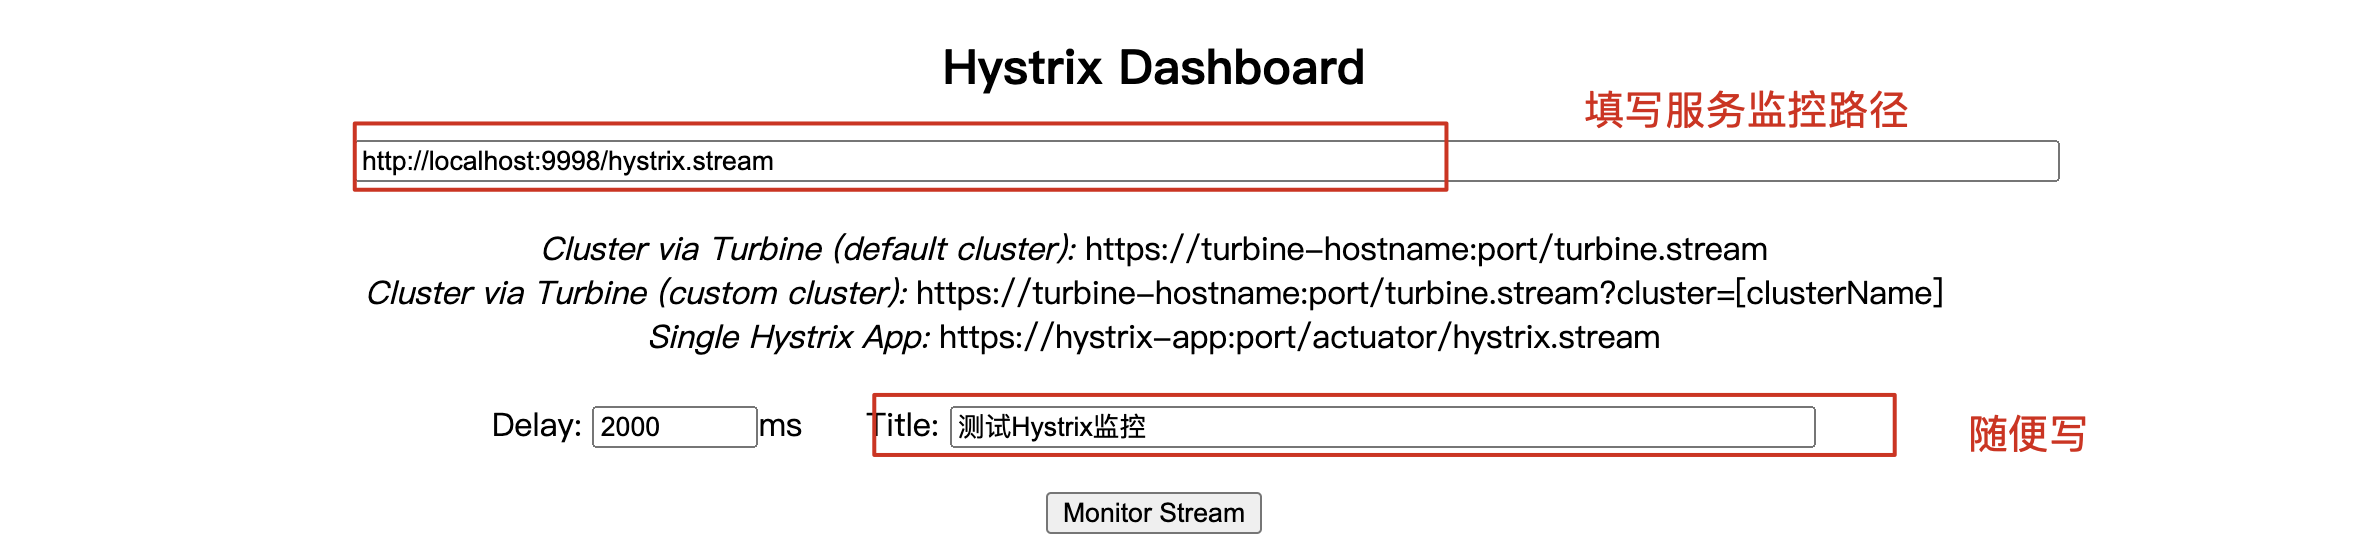 Hystrix Dashboard
填写服务监控路径
http://localhost:9998/hystrix.stream
Cluster via Turbine (default cluster): https://turbine-hostname:port/turbine.stream
Cluster via Turbine (custom cluster): https://turbine-hostname:port/turbine.stream?cluster=[clusterName]
Single Hystrix App: https://hystrix-app:port/actuator/hystrix.stream
Delay: 2000 ms Title: 测试Hystrix监控 随便写
Monitor Stream